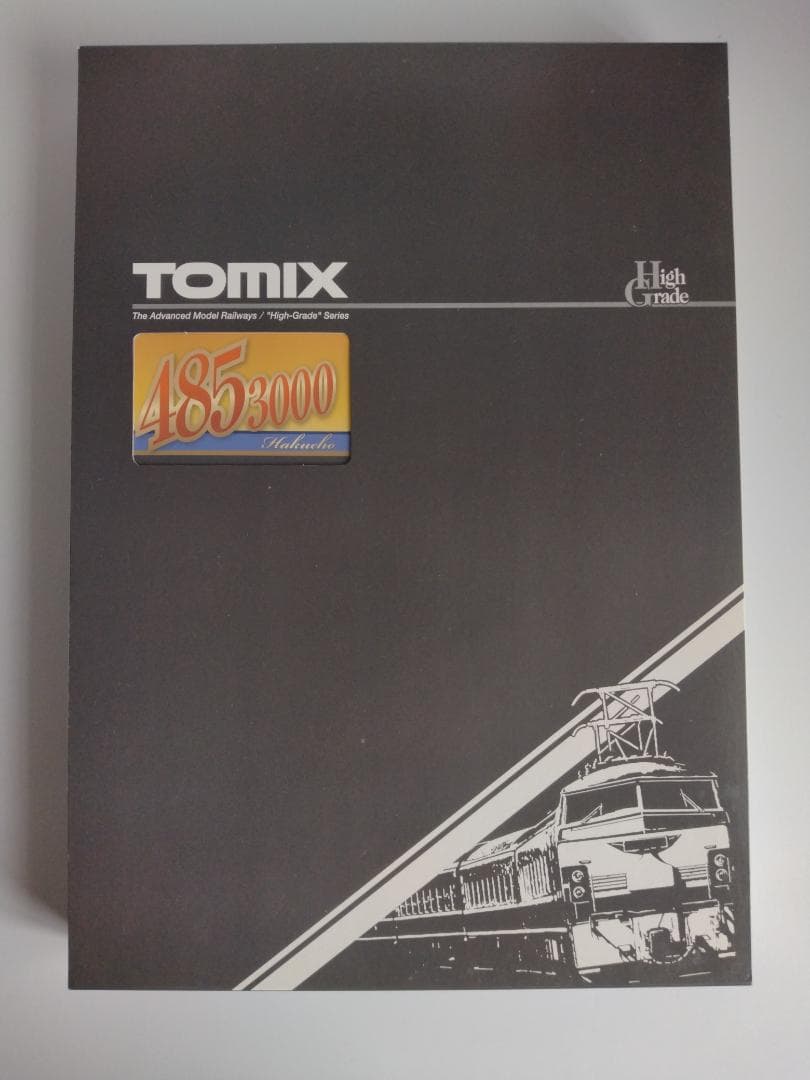 TOMIX
High
Grade
The Advanced Model Railways / "High-Grade" Series
485 3000
Hakucho